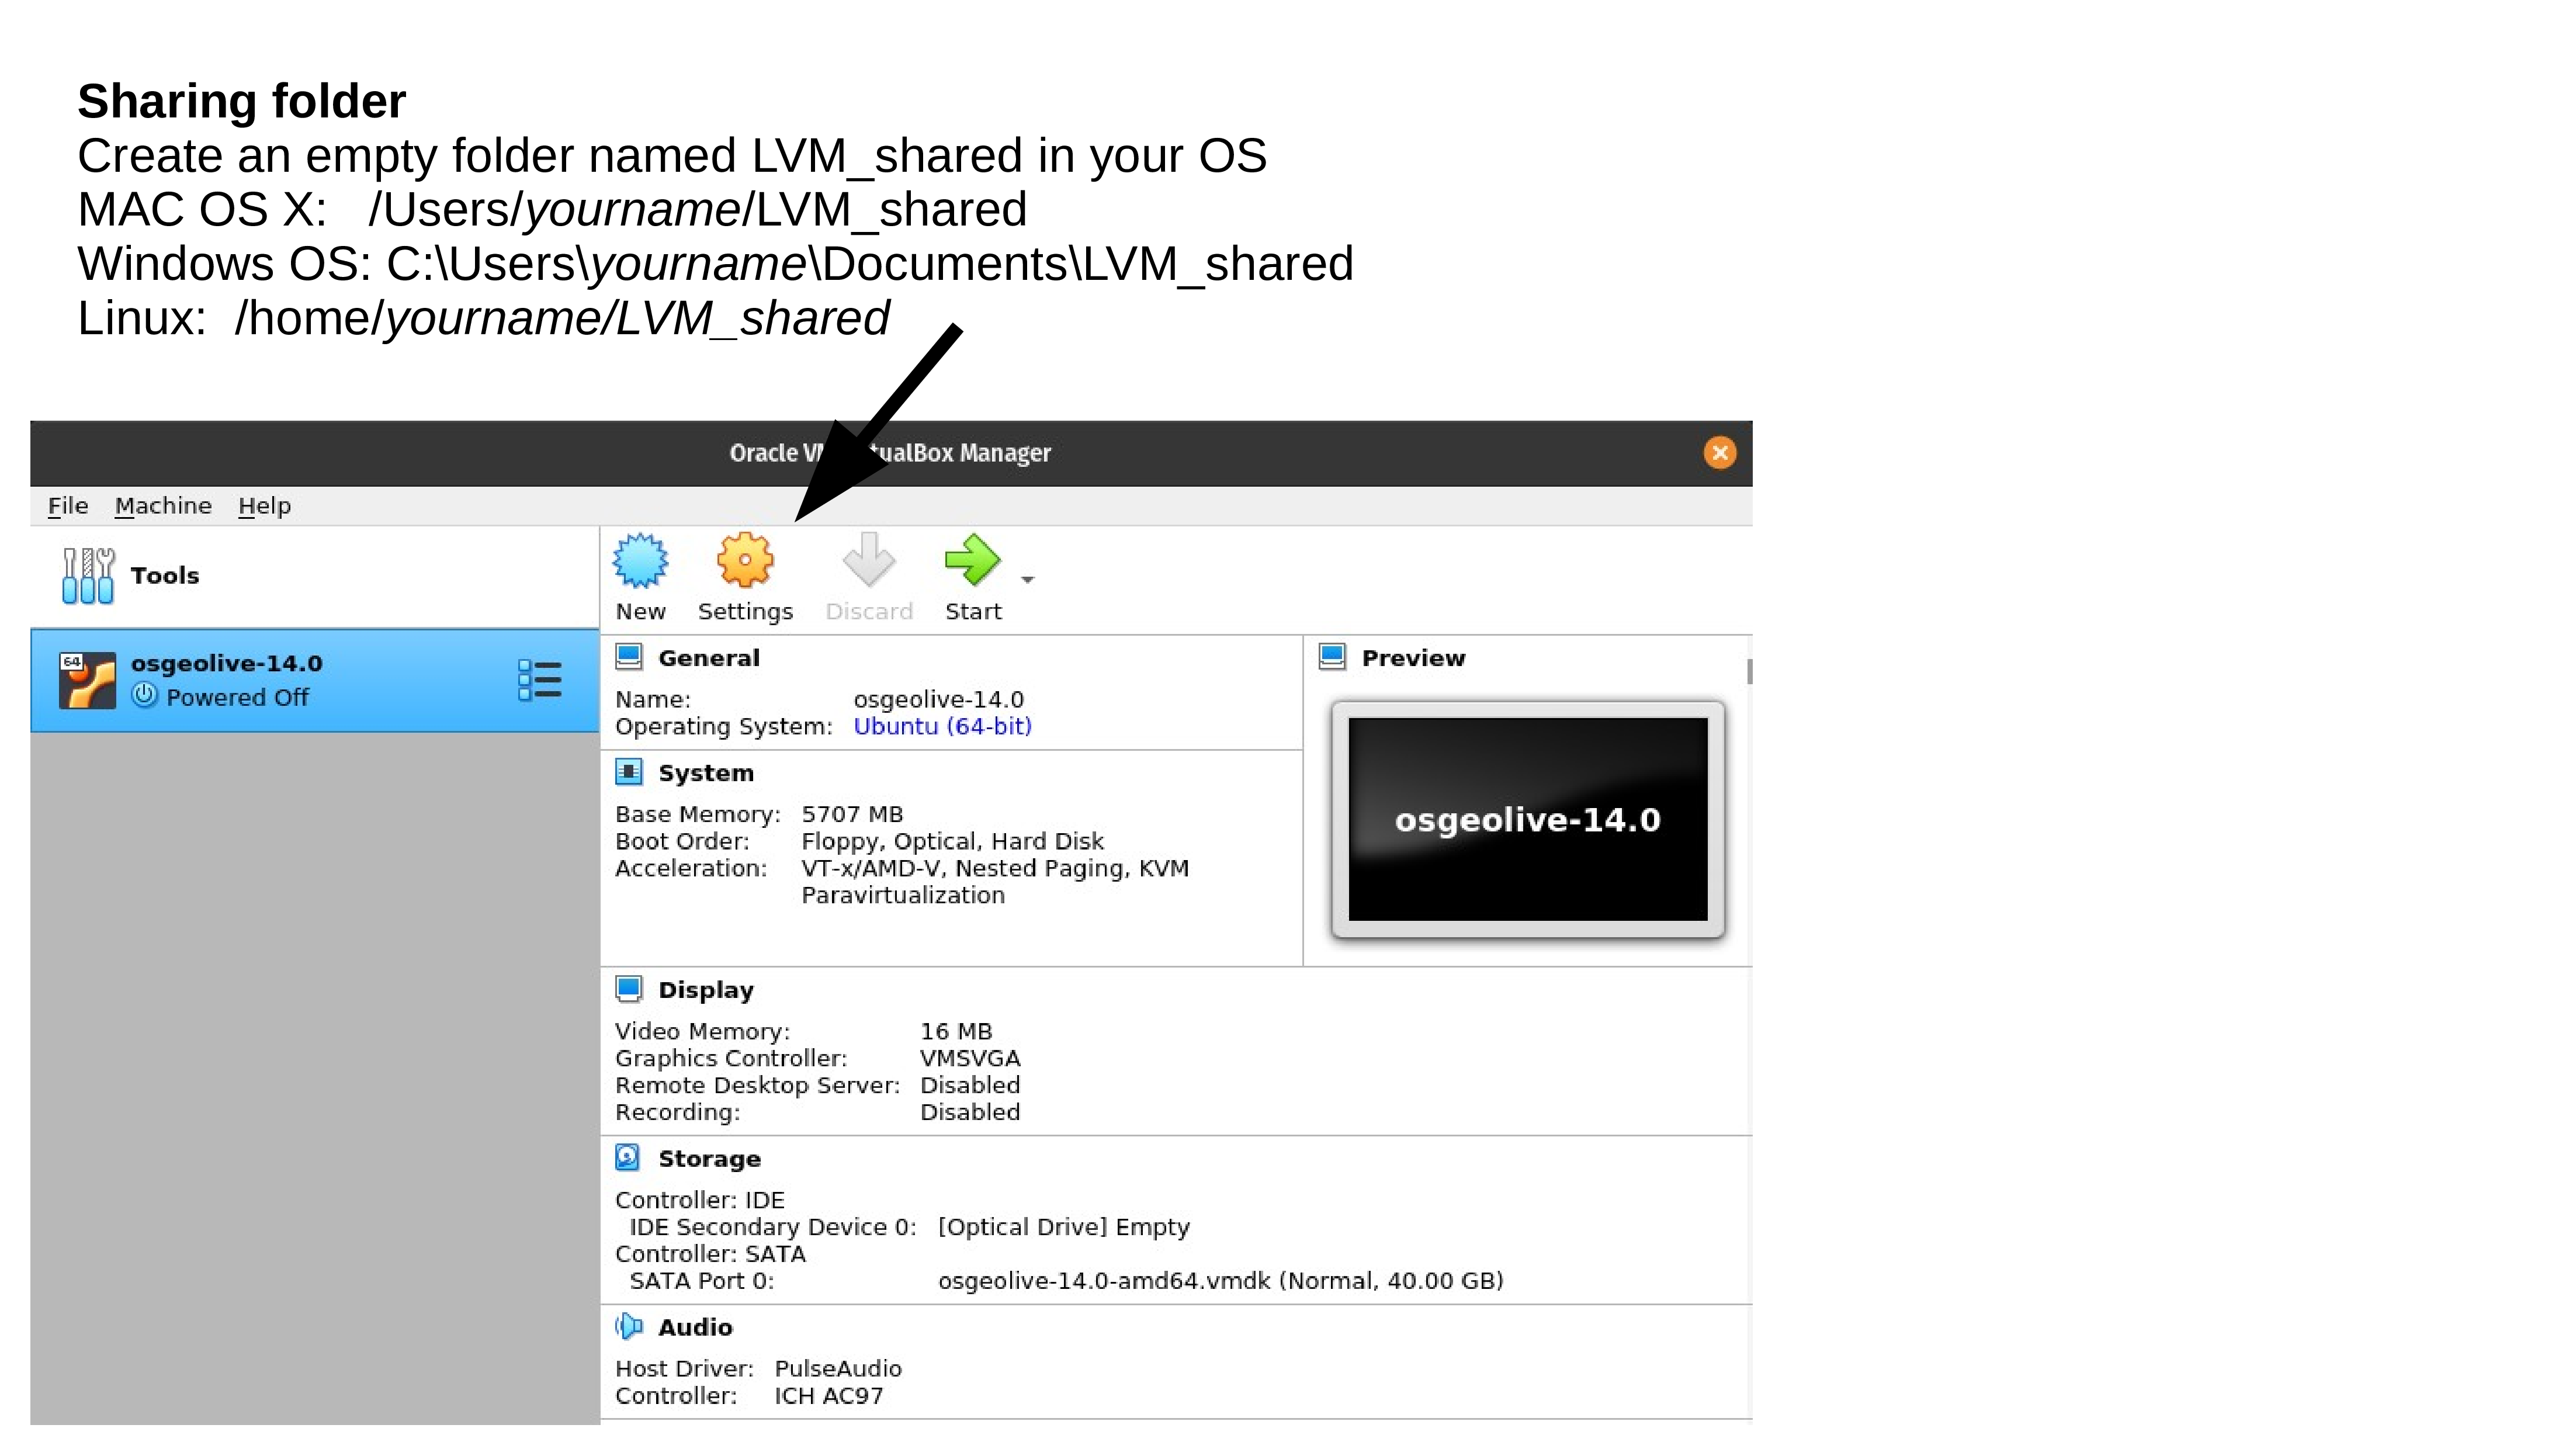 Sharing folder
Create an empty folder named LVM_shared in your OS
MAC OS X:   /Users/yourname/LVM_shared
Windows OS: C:\Users\yourname\Documents\LVM_shared
Linux:  /home/yourname/LVM_shared
Oracle VM tualBox Manager
File Machine Help
Tools
New Settings Discard Start
64
osgeolive-14.0
Powered Off
General
Name: osgeolive-14.0
Operating System: Ubuntu (64-bit)
Preview
osgeolive-14.0
System
Base Memory: 5707 MB
Boot Order: Floppy, Optical, Hard Disk
Acceleration: VT-x/AMD-V, Nested Paging, KVM
Paravirtualization
Display
Video Memory: 16 MB
Graphics Controller: VMSVGA
Remote Desktop Server: Disabled
Recording: Disabled
Storage
Controller: IDE
IDE Secondary Device 0: [Optical Drive] Empty
Controller: SATA
SATA Port 0: osgeolive-14.0-amd64.vmdk (Normal, 40.00 GB)
Audio
Host Driver: PulseAudio
Controller: ICH AC97